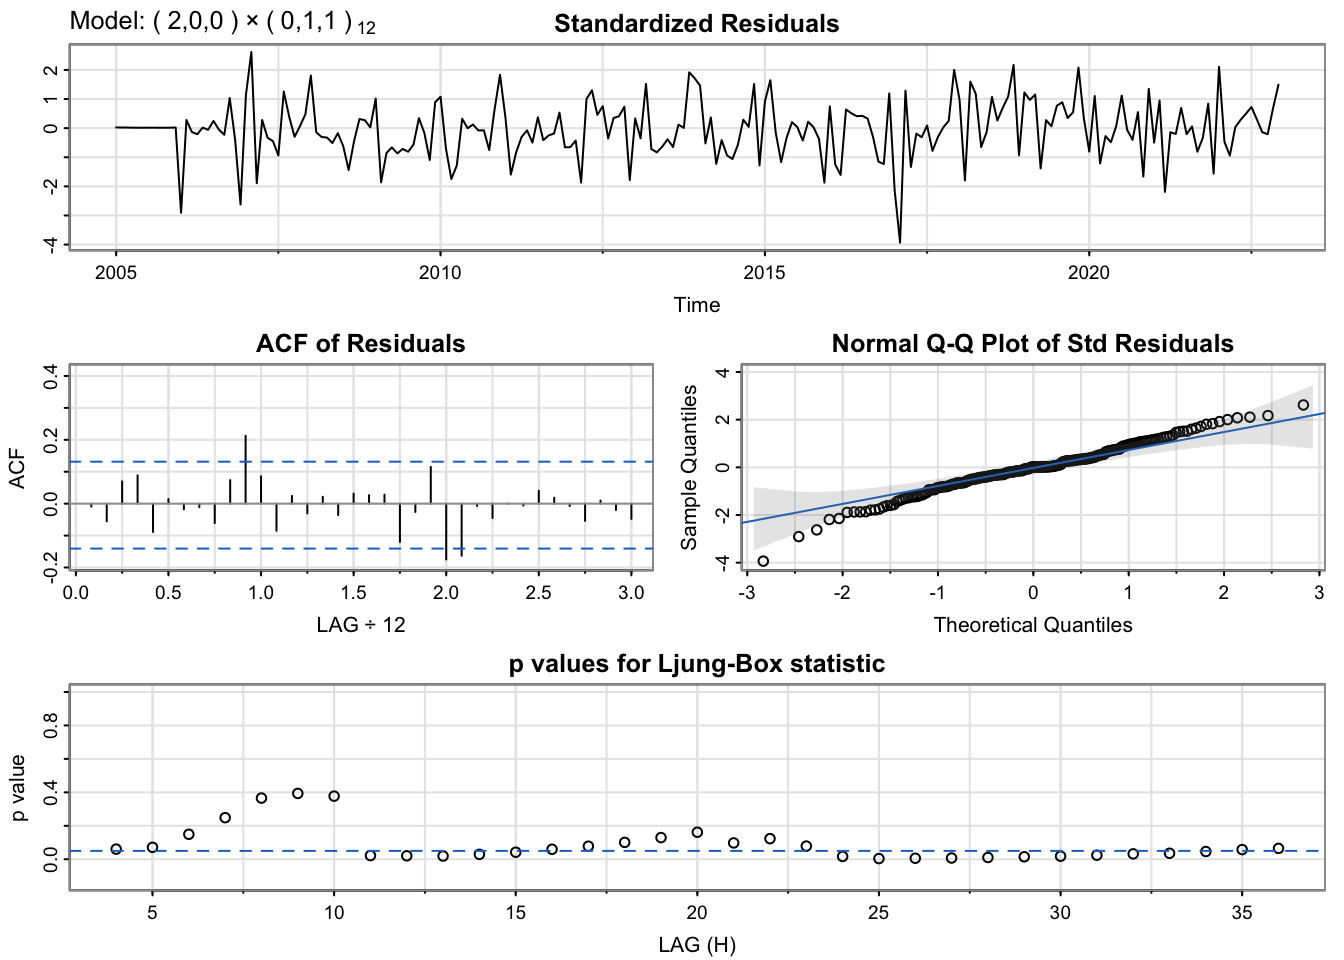 Model: ( 2,0,0 ) × ( 0,1,1 ) 12
Standardized Residuals
2
1
0
-2
-4
2005 2010 2015 2020
Time
ACF of Residuals
0.4
0.2
0.0
-0.2
ACF
0.0 0.5 1.0 1.5 2.0 2.5 3.0
LAG ÷ 12
Normal Q-Q Plot of Std Residuals
4
2
0
-2
-4
Sample Quantiles
-3 -2 -1 0 1 2 3
Theoretical Quantiles
p values for Ljung-Box statistic
0.8
0.4
0.0
p value
5 10 15 20 25 30 35
LAG (H)